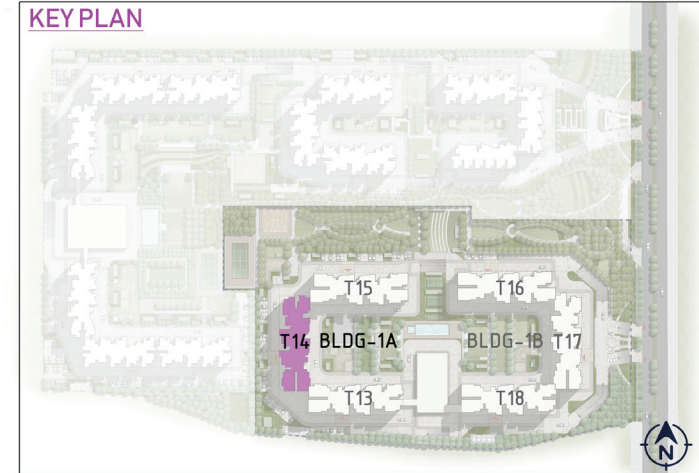 KEY PLAN
T15
T16
T14 BLDG-1A
BLDG-1B T17
T13
T18
N